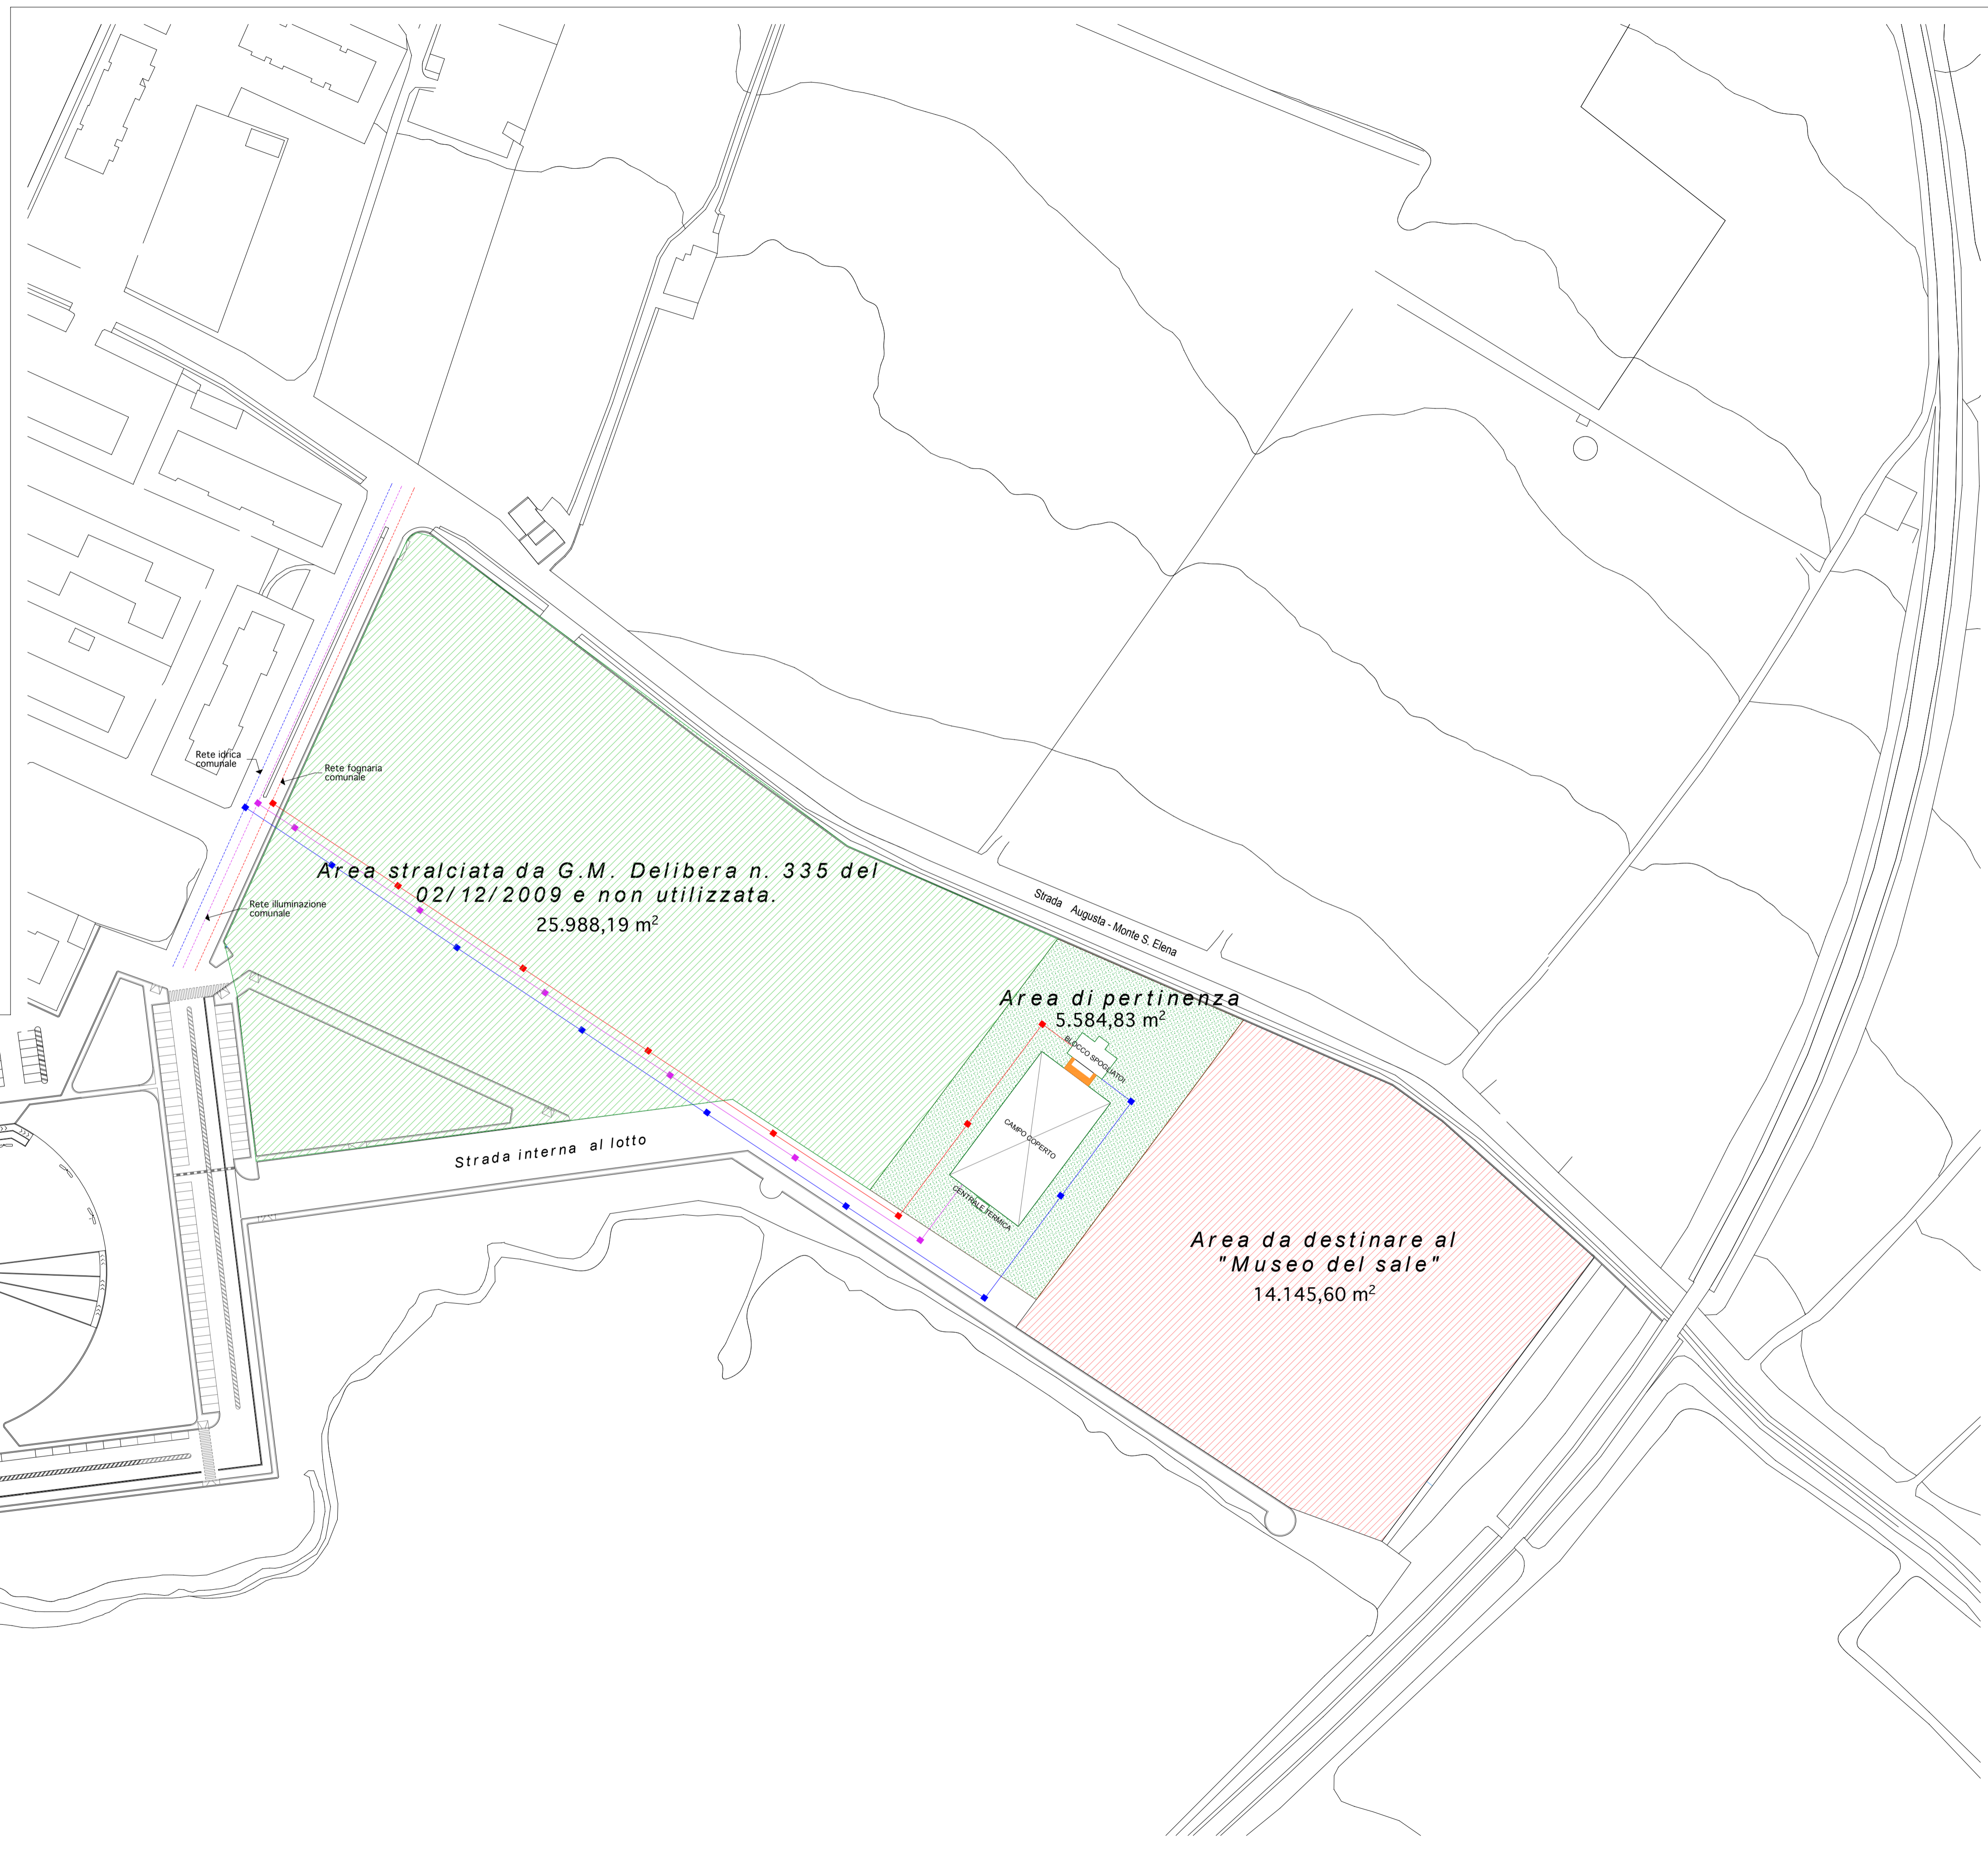 Rete idrica
comunale
Rete fognaria
comunale
Area stralciata da G.M. Delibera n. 335 del
02/12/2009 e non utilizzata.
25.988,19 m²
Rete illuminazione
comunale
Strada Augusta - Monte S. Elena
Area di pertinenza
5.584,83 m²
BLOCCO SPOGLIATOI
CAMPO COPERTO
CENTRALE TERMICA
Strada interna al lotto
Area da destinare al
"Museo del sale"
14.145,60 m²